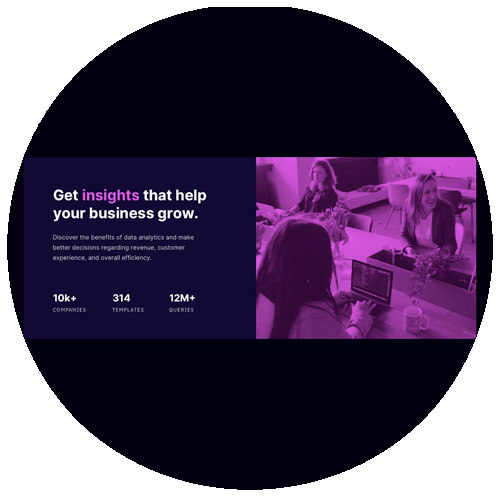 Get insights that help
your business grow.
Discover the benefits of data analytics and make
better decisions regarding revenue, customer
experience, and overall efficiency.
10k+ 314 12M+
COMPANIES TEMPLATES QUERIES